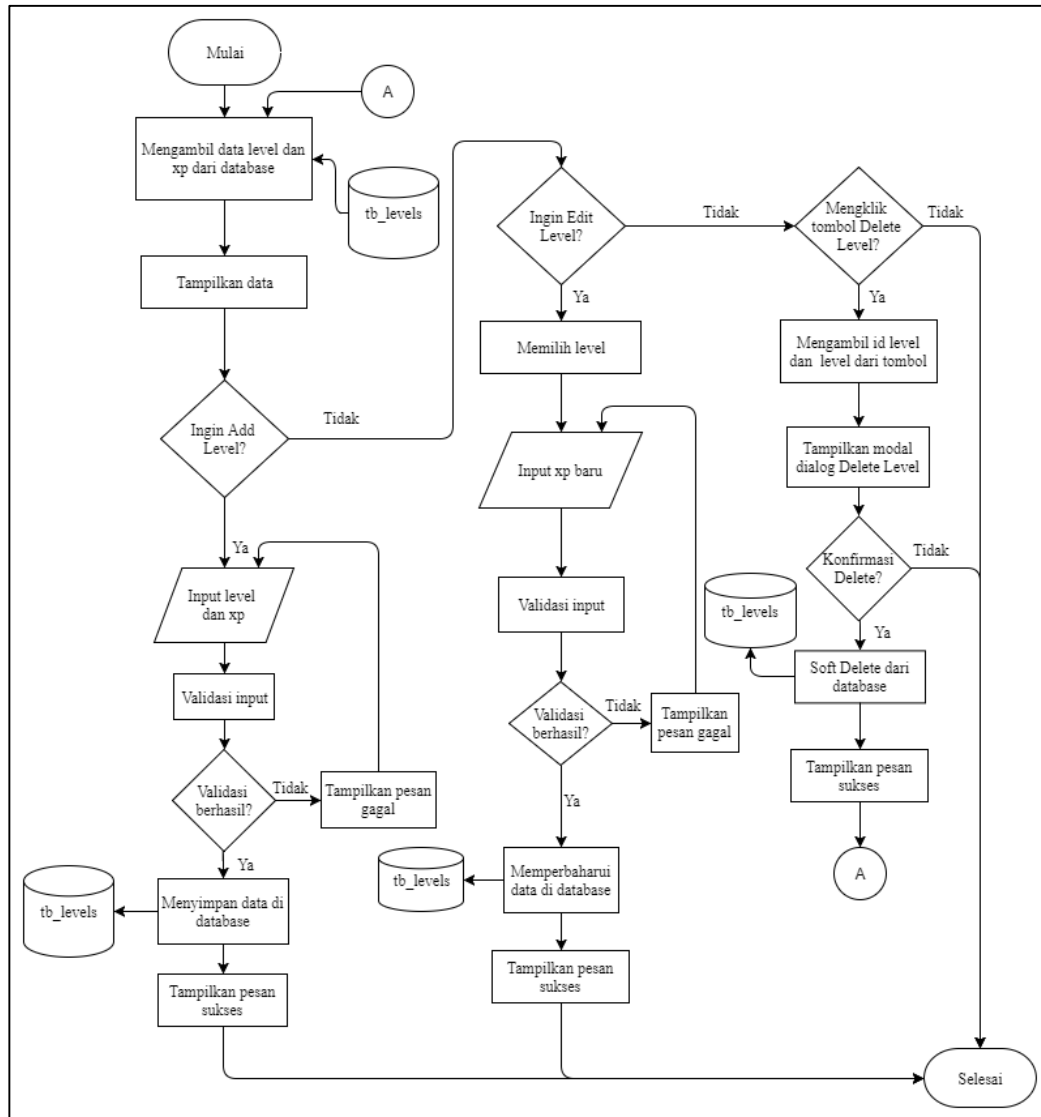 Mulai
A
Mengambil data level dan
xp dari database
tb_levels
Tampilkan data
Ingin Add
Level?
Tidak
Ya
Input level
dan xp
Validasi input
Validasi
berhasil?
Tidak
Tampilkan pesan
gagal
Ya
Menyimpan data di
database
tb_levels
Tampilkan pesan
sukses
Ingin Edit
Level?
Tidak
Ya
Memilih level
Input xp baru
Validasi input
Validasi
berhasil?
Tidak
Tampilkan
pesan gagal
Ya
Memperbaharui
data di database
tb_levels
Tampilkan pesan
sukses
Mengklik
tombol Delete
Level?
Tidak
Ya
Mengambil id level
dan level dari tombol
Tampilkan modal
dialog Delete Level
Konfirmasi
Delete?
Tidak
Ya
tb_levels
Soft Delete dari
database
Tampilkan pesan
sukses
A
Selesai